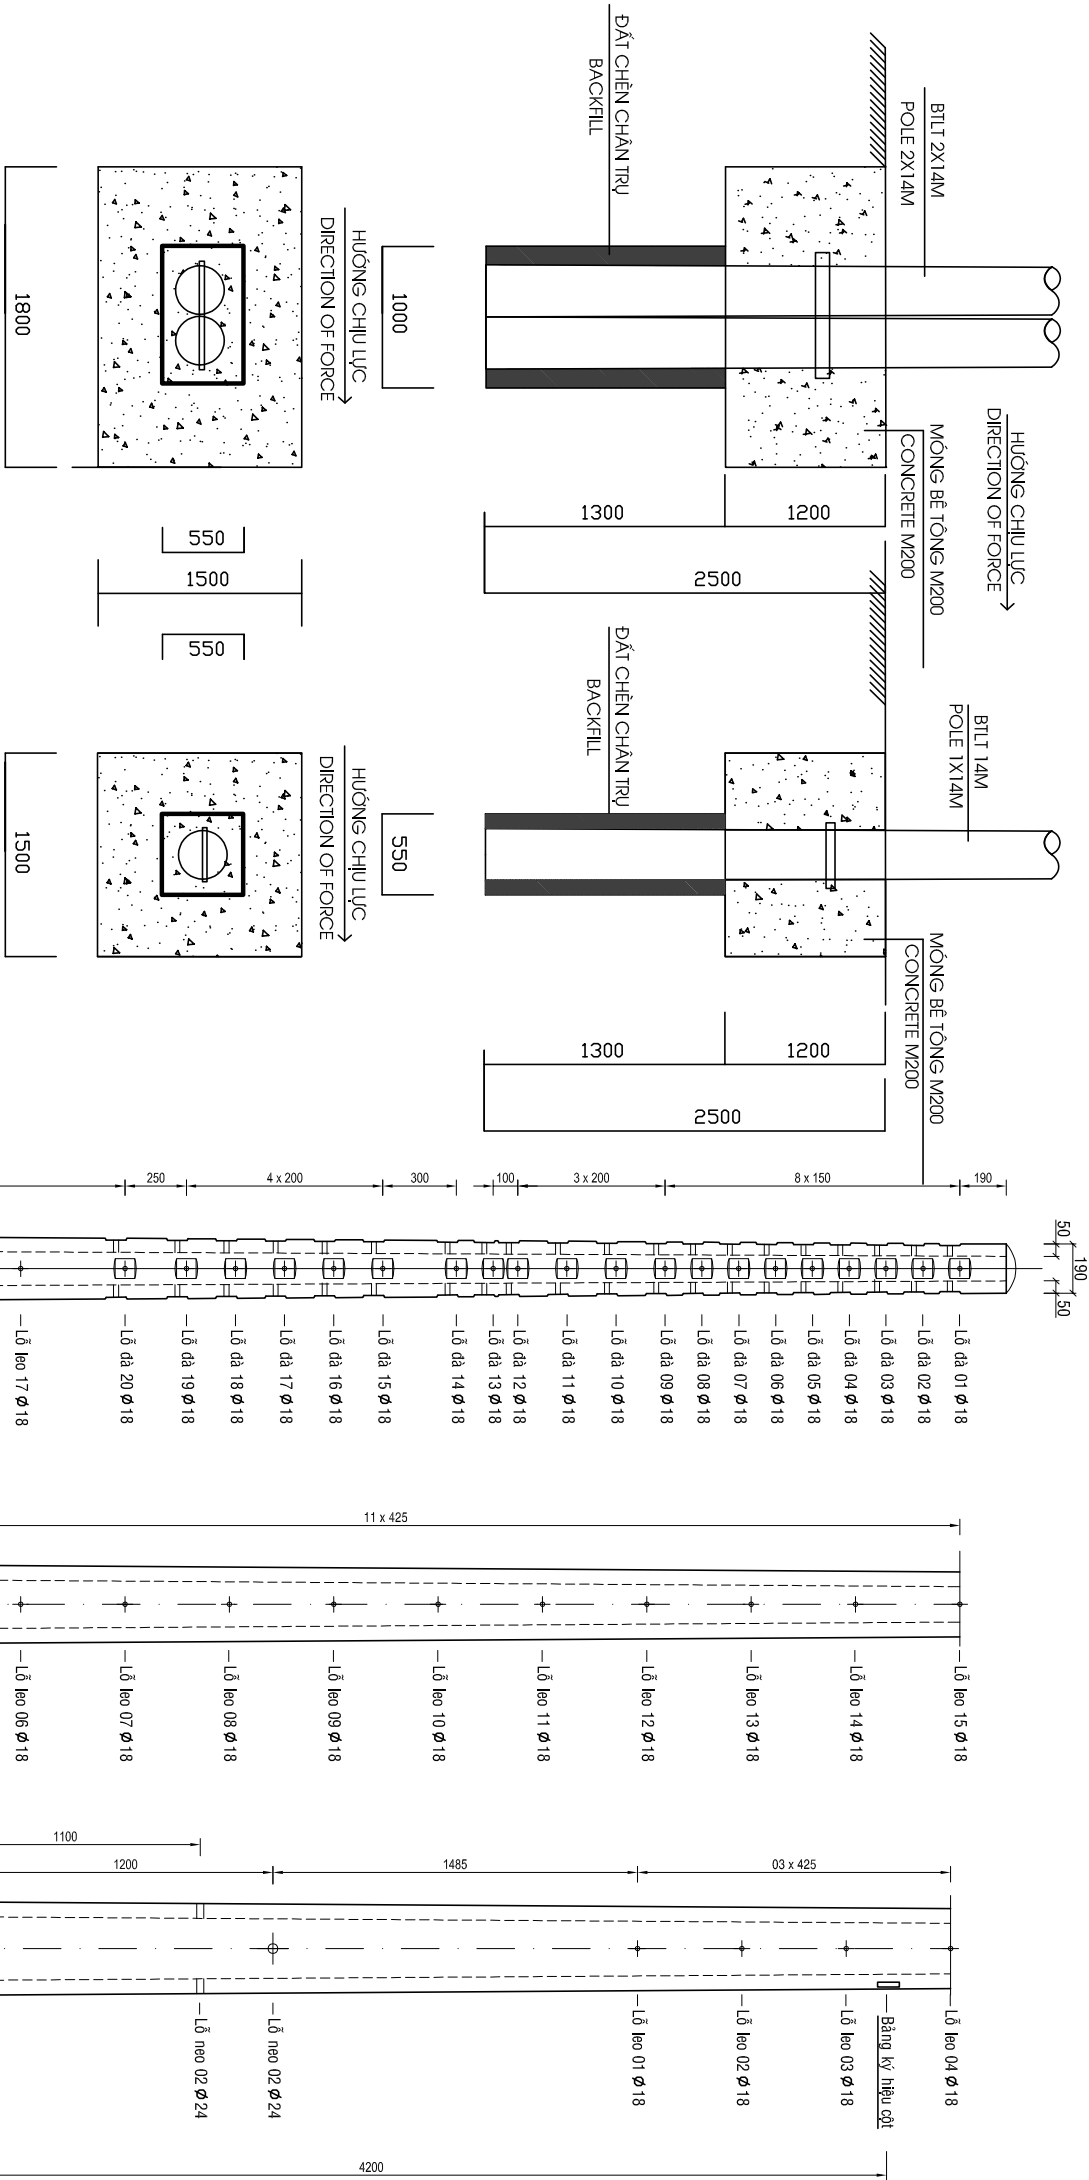 BTLT 2X14M
POLE 2X14M
ĐẤT CHÈN CHÂN TRỤ
BACKFILL
HƯỚNG CHỊU LỰC
DIRECTION OF FORCE
MÓNG BÊ TÔNG M200
CONCRETE M200
1200
1300
2500
1000
HƯỚNG CHỊU LỰC
DIRECTION OF FORCE
1800
550
1500
550
BTLT 14M
POLE 1X14M
ĐẤT CHÈN CHÂN TRỤ
BACKFILL
MÓNG BÊ TÔNG M200
CONCRETE M200
1200
1300
2500
550
HƯỚNG CHỊU LỰC
DIRECTION OF FORCE
1500
50
190
50
190
8 x 150
3 x 200
100
300
4 x 200
250
Lỗ đà 01 Ø 18
Lỗ đà 02 Ø 18
Lỗ đà 03 Ø 18
Lỗ đà 04 Ø 18
Lỗ đà 05 Ø 18
Lỗ đà 06 Ø 18
Lỗ đà 07 Ø 18
Lỗ đà 08 Ø 18
Lỗ đà 09 Ø 18
Lỗ đà 10 Ø 18
Lỗ đà 11 Ø 18
Lỗ đà 12 Ø 18
Lỗ đà 13 Ø 18
Lỗ đà 14 Ø 18
Lỗ đà 15 Ø 18
Lỗ đà 16 Ø 18
Lỗ đà 17 Ø 18
Lỗ đà 18 Ø 18
Lỗ đà 19 Ø 18
Lỗ đà 20 Ø 18
Lỗ leo 17 Ø 18
11 x 425
Lỗ leo 15 Ø 18
Lỗ leo 14 Ø 18
Lỗ leo 13 Ø 18
Lỗ leo 12 Ø 18
Lỗ leo 11 Ø 18
Lỗ leo 10 Ø 18
Lỗ leo 09 Ø 18
Lỗ leo 08 Ø 18
Lỗ leo 07 Ø 18
Lỗ leo 06 Ø 18
03 x 425
1485
1200
1100
Lỗ leo 04 Ø 18
Bảng ký hiệu cột
Lỗ leo 03 Ø 18
Lỗ leo 02 Ø 18
Lỗ leo 01 Ø 18
Lỗ neo 02 Ø 24
Lỗ neo 02 Ø 24
4200